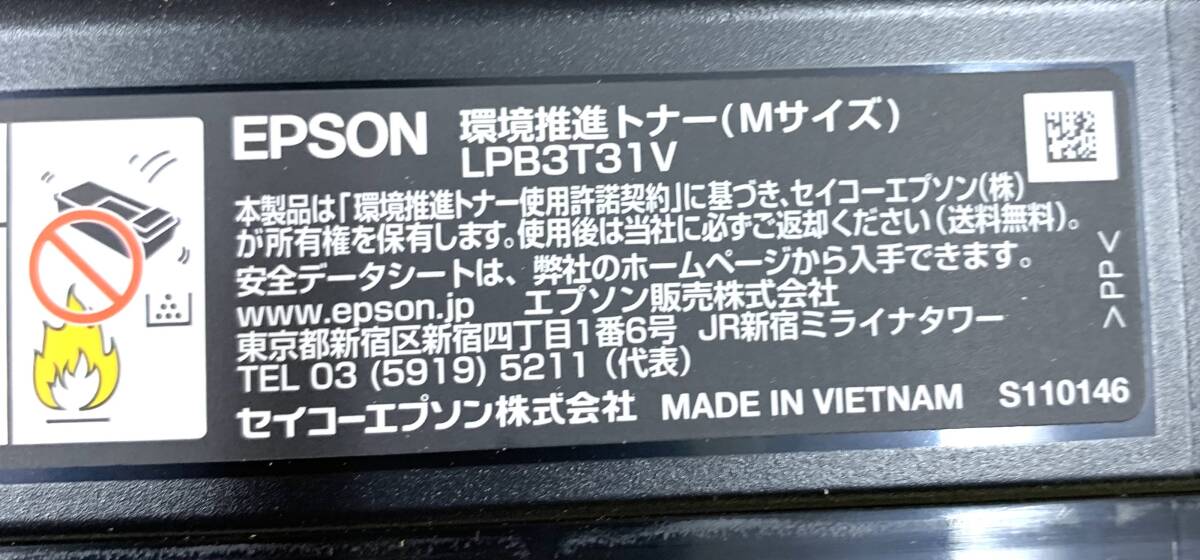 EPSON 環境推進トナー(Mサイズ)
LPB3T31V
本製品は「環境推進トナー使用許諾契約」に基づき、セイコーエプソン(株)
が所有権を保有します。使用後は当社に必ずご返却ください(送料無料)。
安全データシートは、弊社のホームページから入手できます。
www.epson.jp エプソン販売株式会社
東京都新宿区新宿四丁目1番6号 JR新宿ミライナタワー
TEL 03 (5919) 5211 (代表)
セイコーエプソン株式会社 MADE IN VIETNAM S110146
>PP<